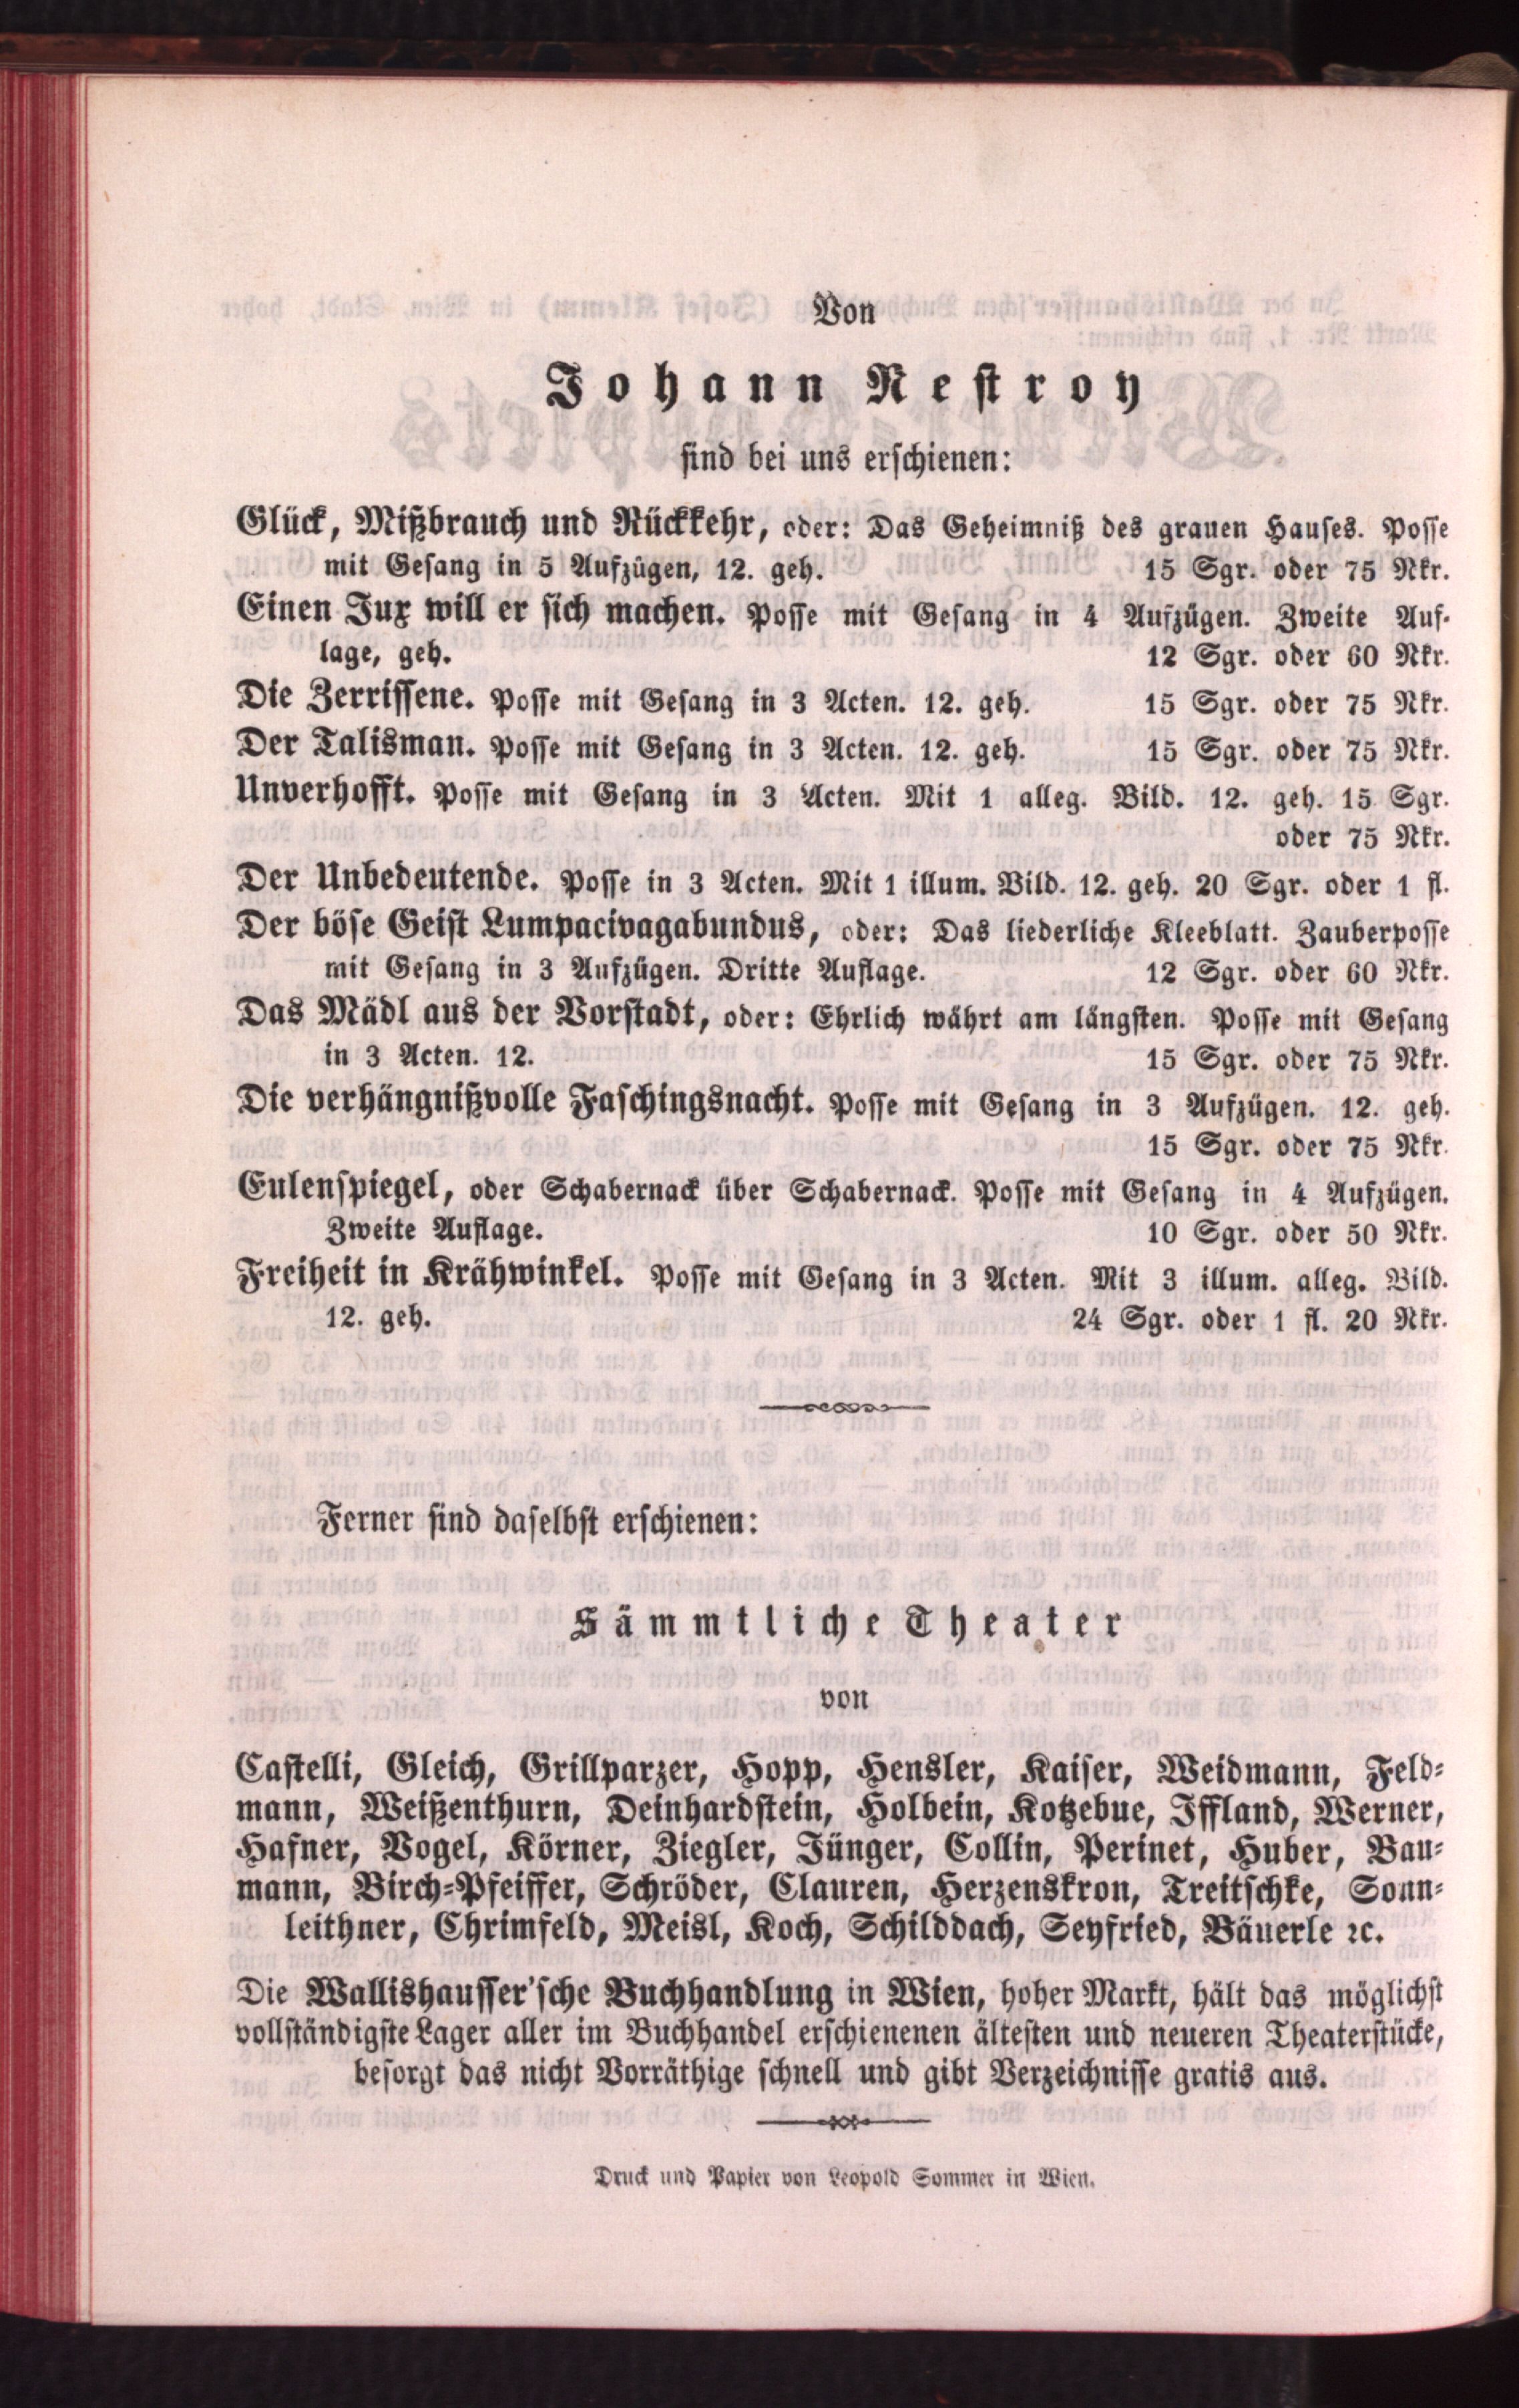 Von
Johann Nestroy
sind bei uns erschienen:
Glück, Mißbrauch und Rückkehr, oder: Das Geheimniß des grauen Hauses. Posse
mit Gesang in 5 Aufzügen, 12. geh. 15 Sgr. oder 75 Nkr.
Einen Jux will er sich machen. Posse mit Gesang in 4 Aufzügen. Zweite Auf-
lage, geh. 12 Sgr. oder 60 Nkr.
Die Zerrissene. Posse mit Gesang in 3 Acten. 12. geh. 15 Sgr. oder 75 Nkr.
Der Talisman. Posse mit Gesang in 3 Acten. 12. geh. 15 Sgr. oder 75 Nkr.
Unverhofft. Posse mit Gesang in 3 Acten. Mit 1 alleg. Bild. 12. geh. 15 Sgr.
oder 75 Nkr.
Der Unbedeutende. Posse in 3 Acten. Mit 1 illum. Bild. 12. geh. 20 Sgr. oder 1 fl.
Der böse Geist Lumpacivagabundus, oder: Das liederliche Kleeblatt. Zauberposse
mit Gesang in 3 Aufzügen. Dritte Auflage. 12 Sgr. oder 60 Nkr.
Das Mädl aus der Vorstadt, oder: Ehrlich währt am längsten. Posse mit Gesang
in 3 Acten. 12. 15 Sgr. oder 75 Nkr.
Die verhängnißvolle Faschingsnacht. Posse mit Gesang in 3 Aufzügen. 12. geh.
15 Sgr. oder 75 Nkr.
Eulenspiegel, oder Schabernack über Schabernack. Posse mit Gesang in 4 Aufzügen.
Zweite Auflage. 10 Sgr. oder 50 Nkr.
Freiheit in Krähwinkel. Posse mit Gesang in 3 Acten. Mit 3 illum. alleg. Bild.
12. geh. 24 Sgr. oder 1 fl. 20 Nkr.
Ferner sind daselbst erschienen:
Sämmtliche Theater
von
Castelli, Gleich, Grillparzer, Hopp, Hensler, Kaiser, Weidmann, Feld-
mann, Weißenthurn, Deinhardstein, Holbein, Kotzebue, Iffland, Werner,
Hafner, Vogel, Körner, Ziegler, Jünger, Collin, Perinet, Huber, Bau-
mann, Birch-Pfeiffer, Schröder, Clauren, Herzenskron, Treitschke, Sonn-
leithner, Chrimfeld, Meisl, Koch, Schilddach, Seyfried, Bäuerle ꝛc.
Die Wallishausser'sche Buchhandlung in Wien, hoher Markt, hält das möglichst
vollständigste Lager aller im Buchhandel erschienenen ältesten und neueren Theaterstücke,
besorgt das nicht Vorräthige schnell und gibt Verzeichnisse gratis aus.
Druck und Papier von Leopold Sommer in Wien.